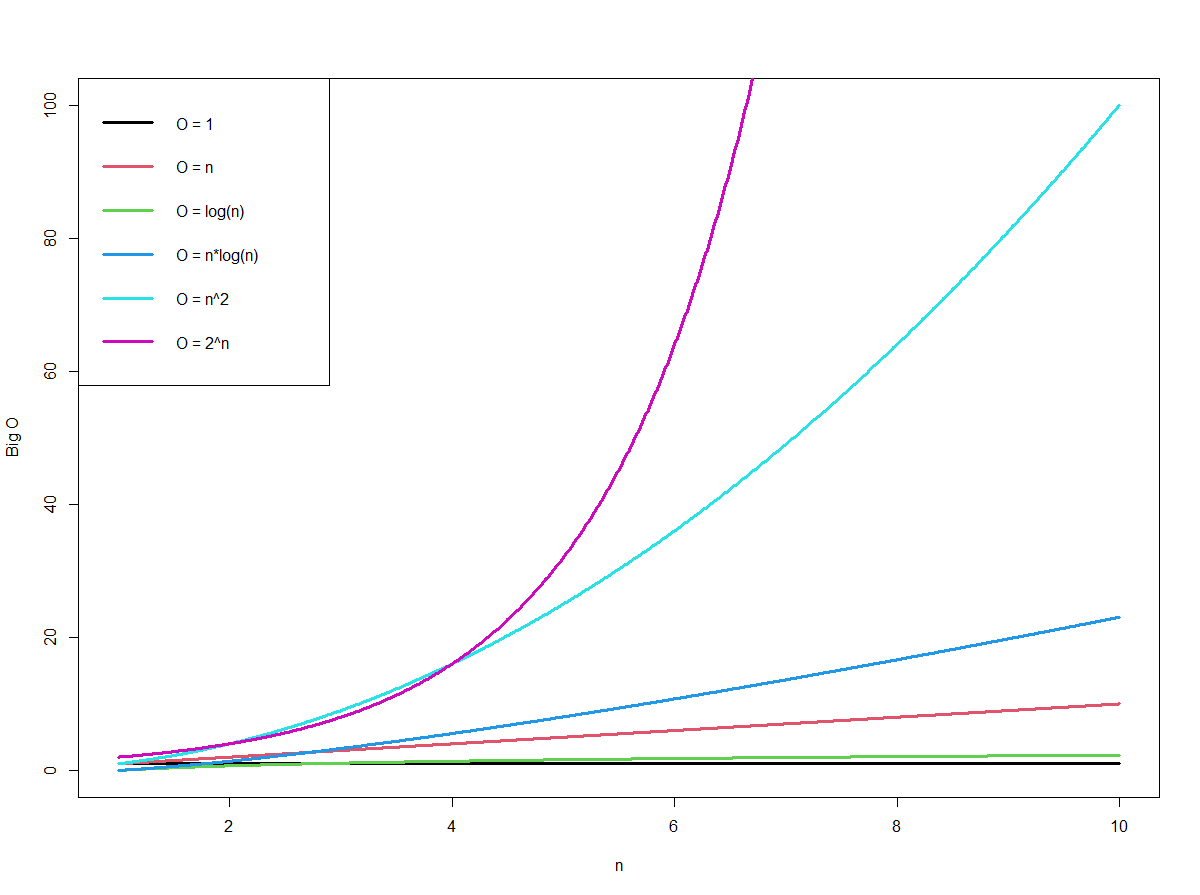 O = 1
O = n
O = log(n)
O = n*log(n)
O = n^2
O = 2^n
100
80
60
40
20
0
Big O
2 4 6 8 10
n